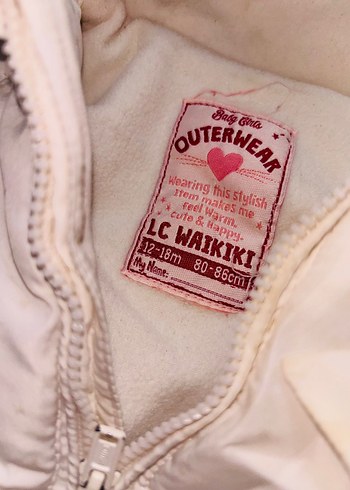 Baby Girls
OUTERWEAR
Wearing this stylish
item makes me
feel warm,
cute & happy.
LC WAIKIKI
12-18m 80-86cm
My Name: